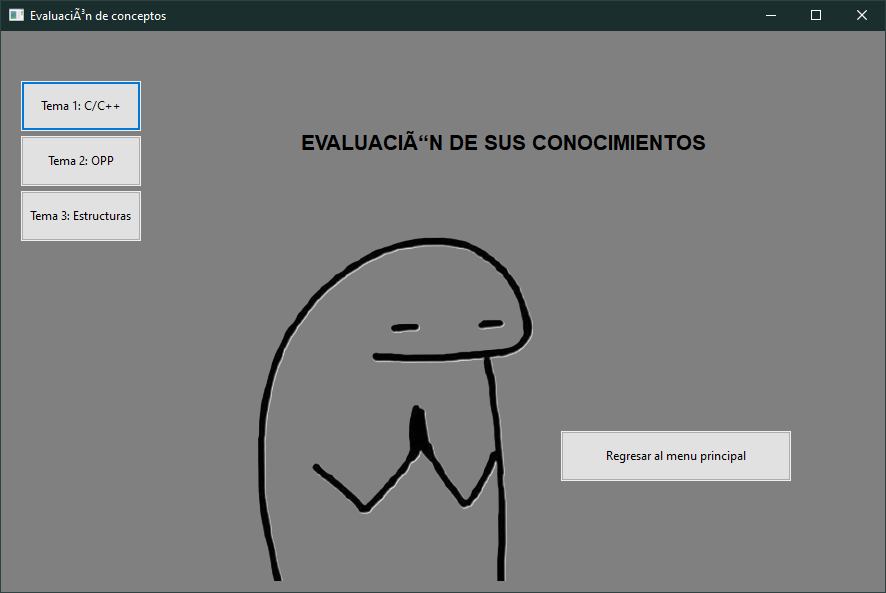 EvaluaciÃ³n de conceptos
Tema 1: C/C++
EVALUACIÃ“N DE SUS CONOCIMIENTOS
Tema 2: OPP
Tema 3: Estructuras
Regresar al menu principal